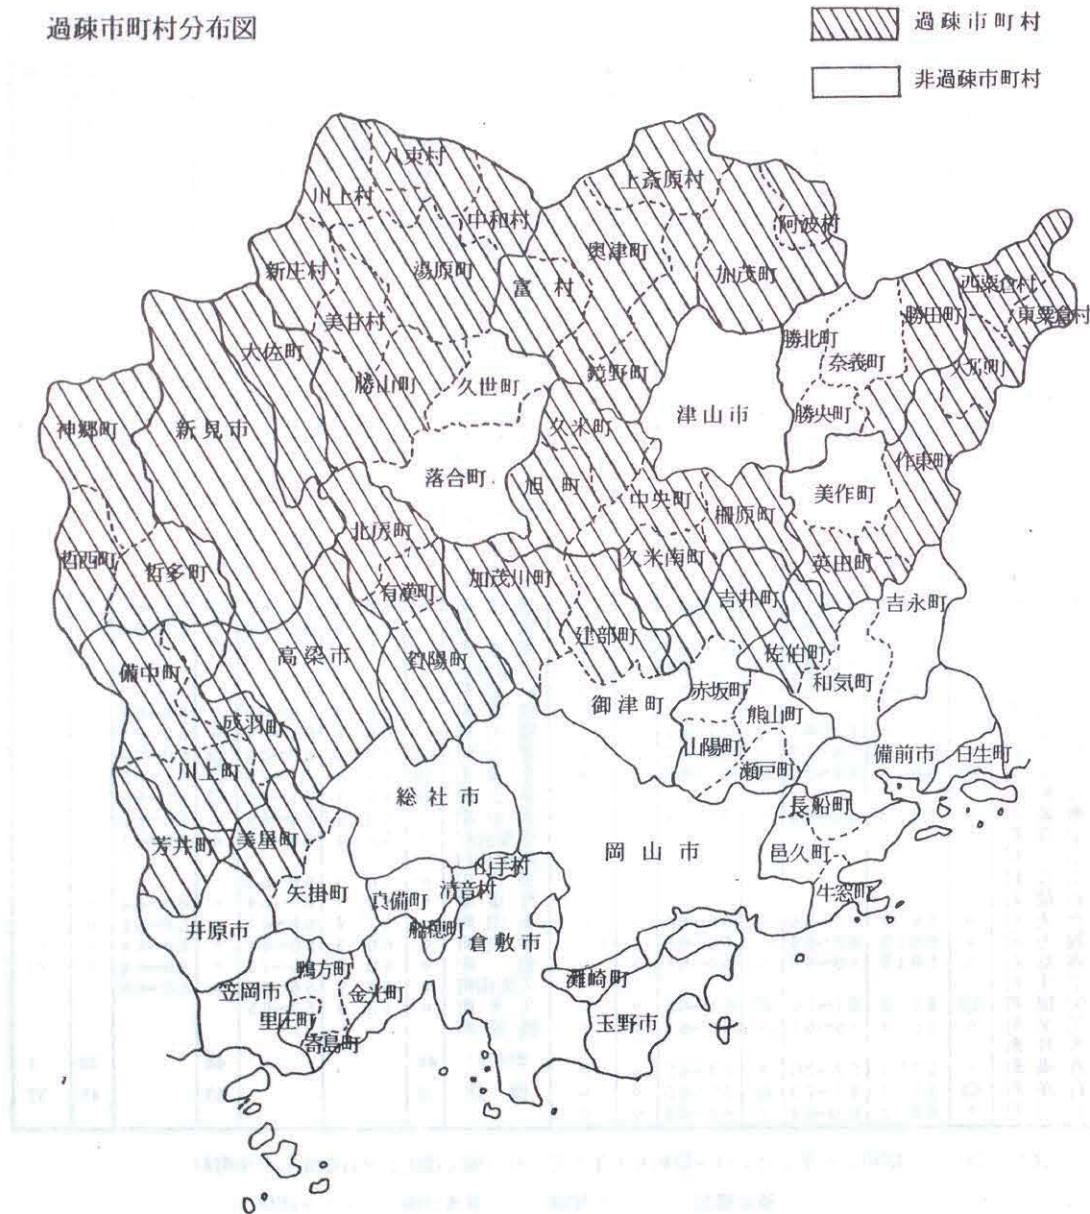 過疎市町村分布図
過疎市町村
非過疎市町村
八束村
川上村
上斎原村
中和村
阿波村
新庄村
湯原町
奥津町
加茂町
富村
西粟倉村
東粟倉村
勝田町
美甘村
大佐町
勝北町
奈義町
大原町
勝山町
久世町
鏡野町
津山市
勝央町
神郷町
新見市
久米町
作東町
落合町
旭町
中央町
柵原町
美作町
北房町
哲西町
哲多町
有漢町
加茂川町
久米南町
英田町
吉井町
吉永町
備中町
高梁市
賀陽町
建部町
佐伯町
和気町
御津町
赤坂町
熊山町
成羽町
川上町
山陽町
瀬戸町
備前市
日生町
総社市
長船町
芳井町
美星町
岡山市
邑久町
山手村
清音村
矢掛町
真備町
船穂町
牛窓町
井原市
倉敷市
鴨方町
灘崎町
笠岡市
金光町
里庄町
玉野市
寄島町